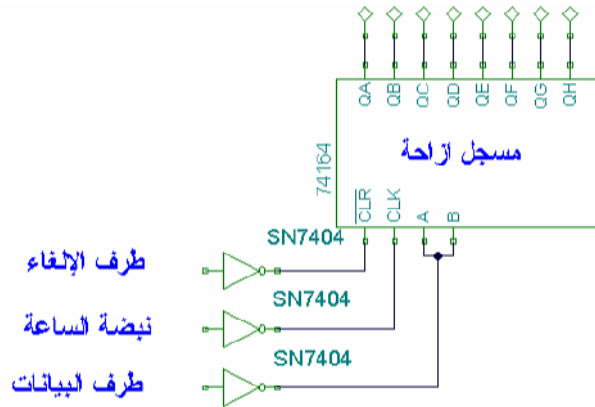 QA QB QC QD QE QF QG QH
مسجل ازاحة
74164
CLR CLK A B
SN7404
طرف الإلغاء
SN7404
نبضة الساعة
SN7404
طرف البيانات